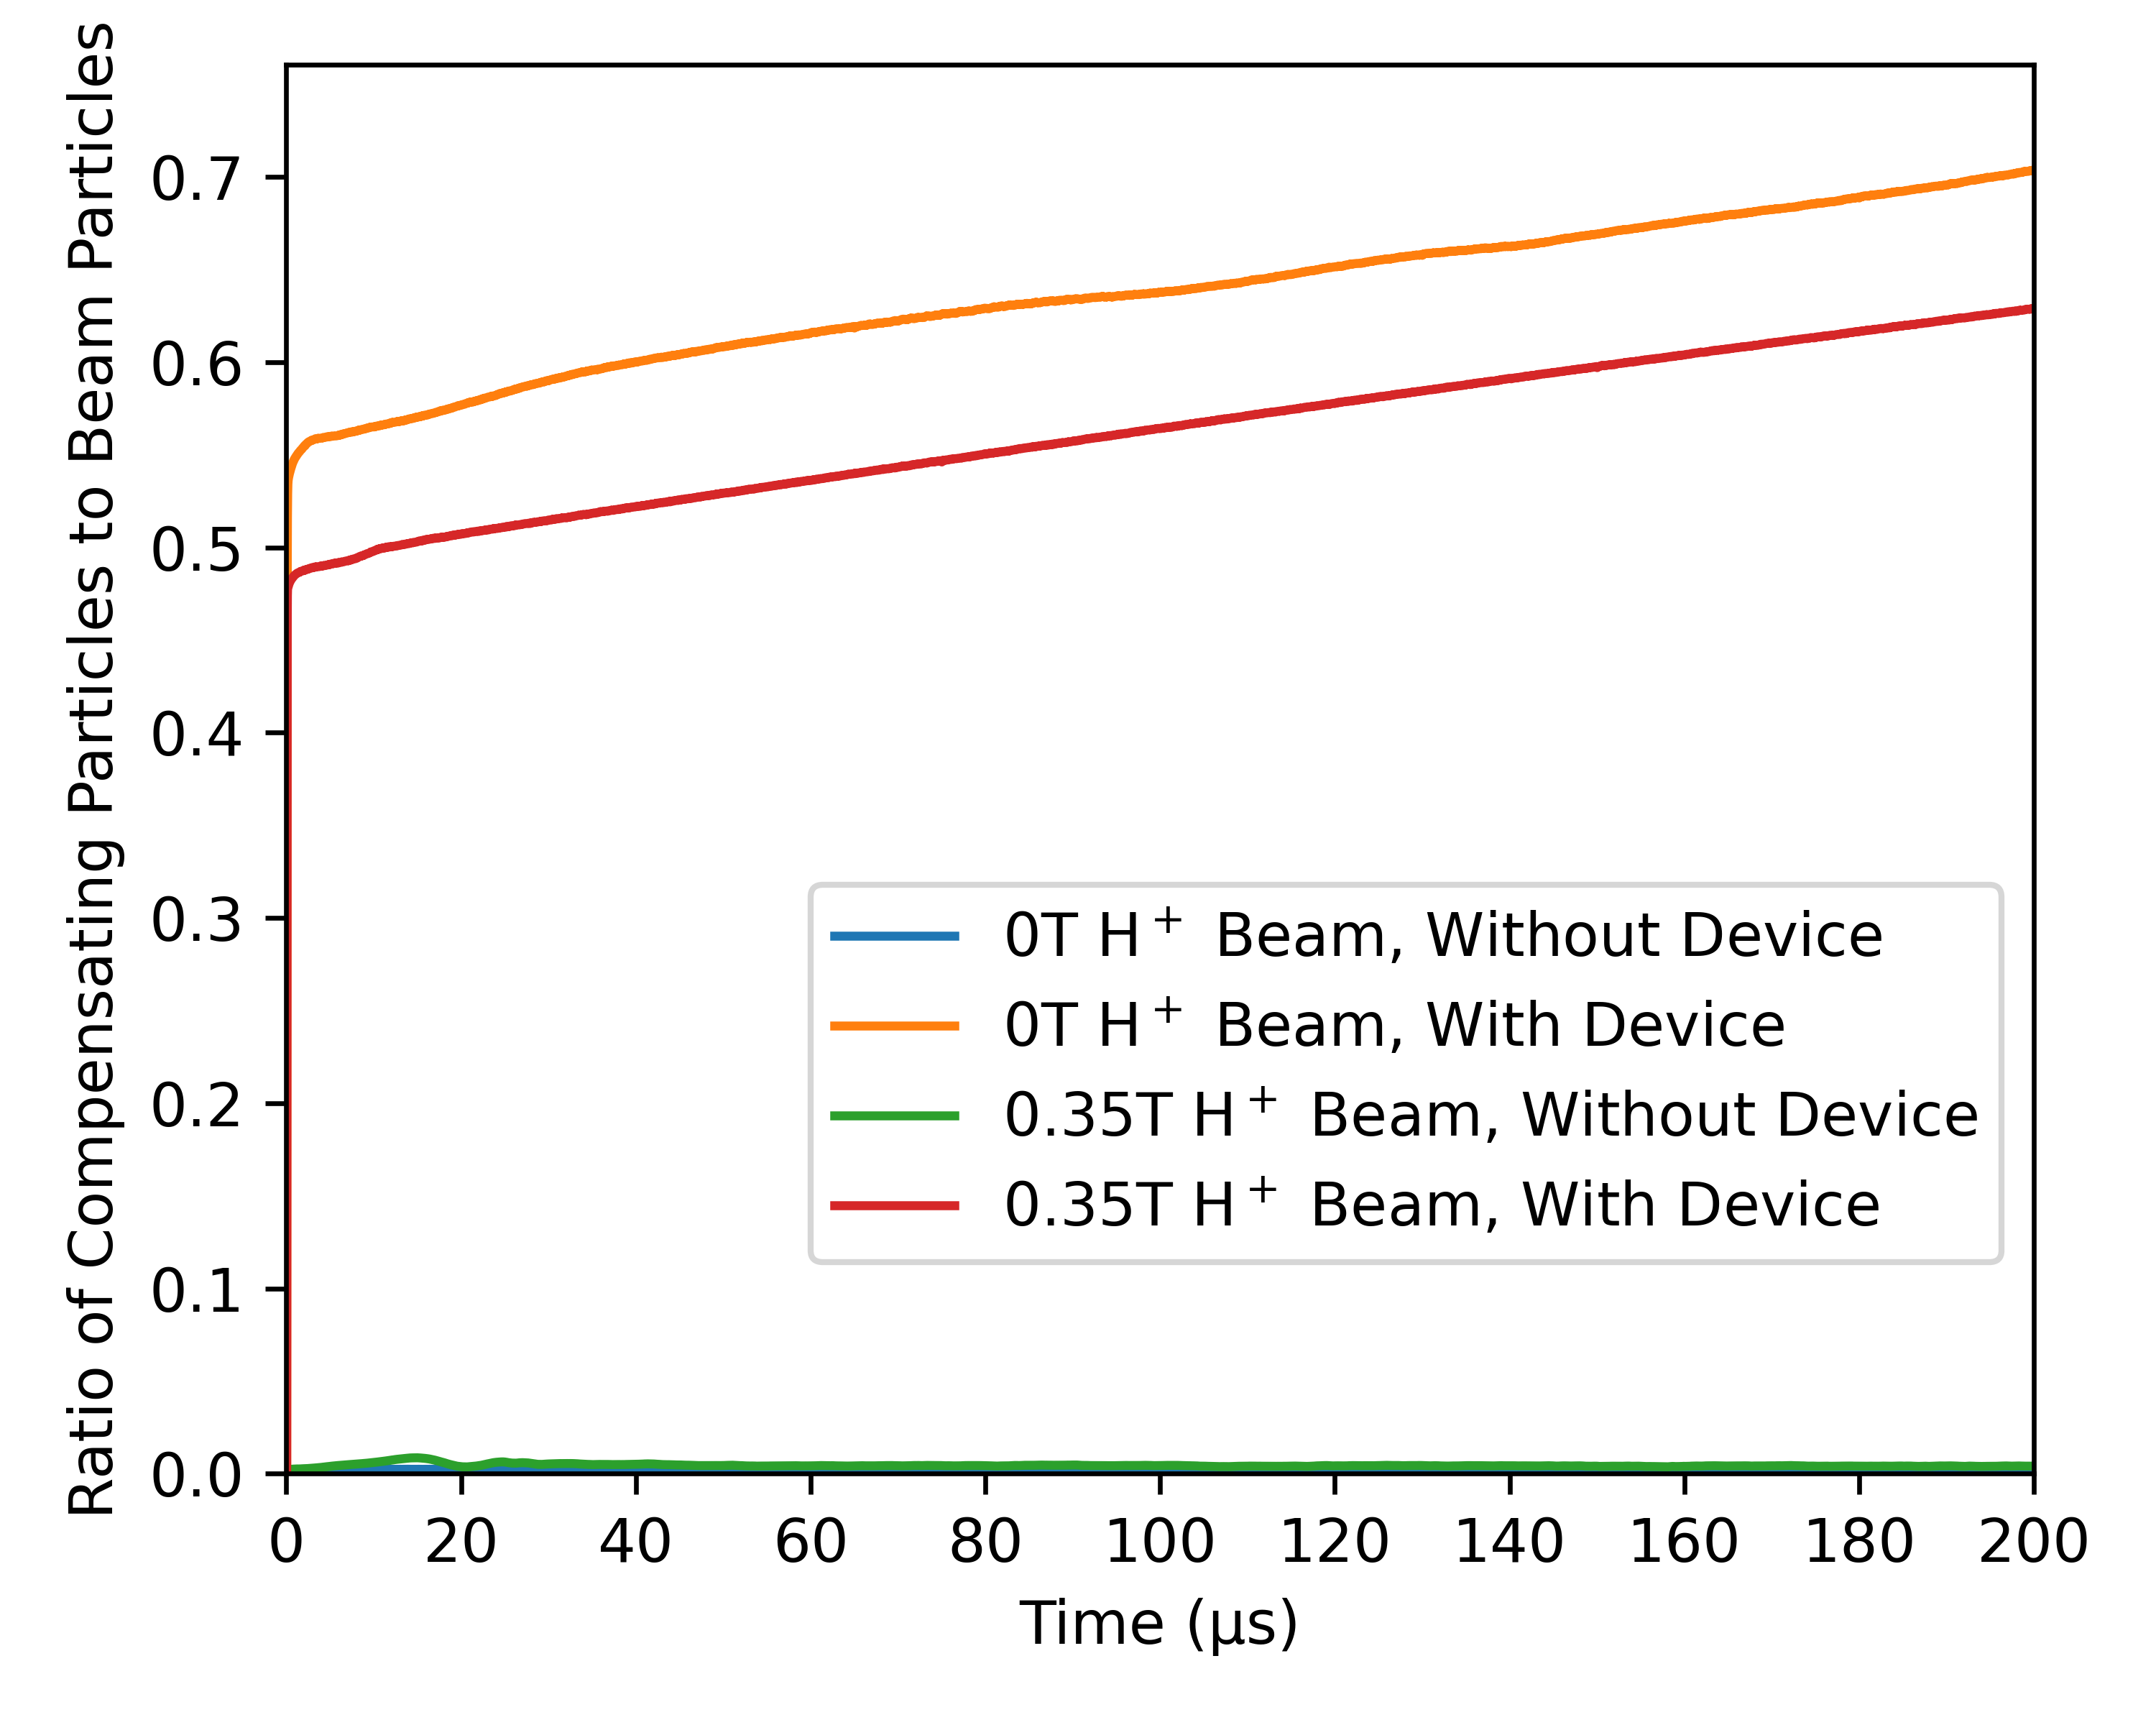 Ratio of Compensating Particles to Beam Particles
0.7
0.6
0.5
0.4
0.3
0.2
0.1
0.0
0T H⁺ Beam, Without Device
0T H⁺ Beam, With Device
0.35T H⁺ Beam, Without Device
0.35T H⁺ Beam, With Device
0 20 40 60 80 100 120 140 160 180 200
Time (μs)